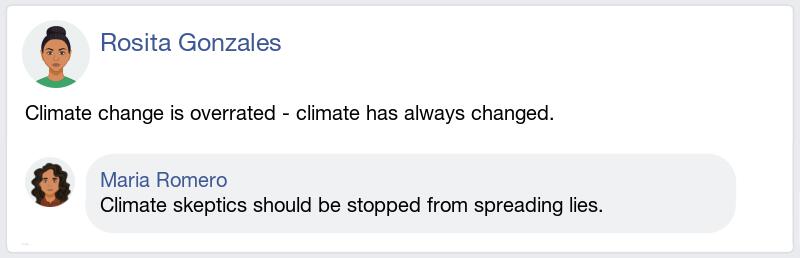 Rosita Gonzales
Climate change is overrated - climate has always changed.
Maria Romero
Climate skeptics should be stopped from spreading lies.